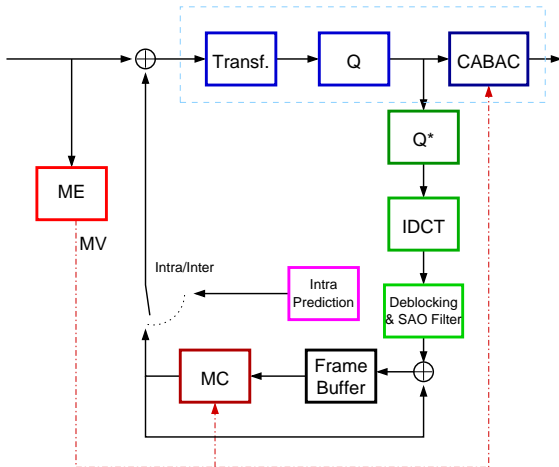 Transf.
Q
CABAC
Q*
ME
IDCT
MV
Intra/Inter
Intra
Prediction
Deblocking
& SAO Filter
MC
Frame
Buffer